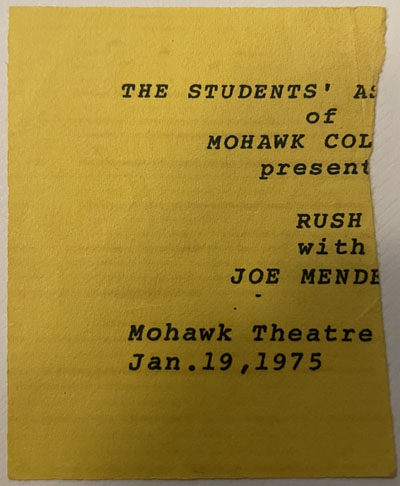 THE STUDENTS' AS
of
MOHAWK COL
present
RUSH
with
JOE MENDE
Mohawk Theatre
Jan.19,1975